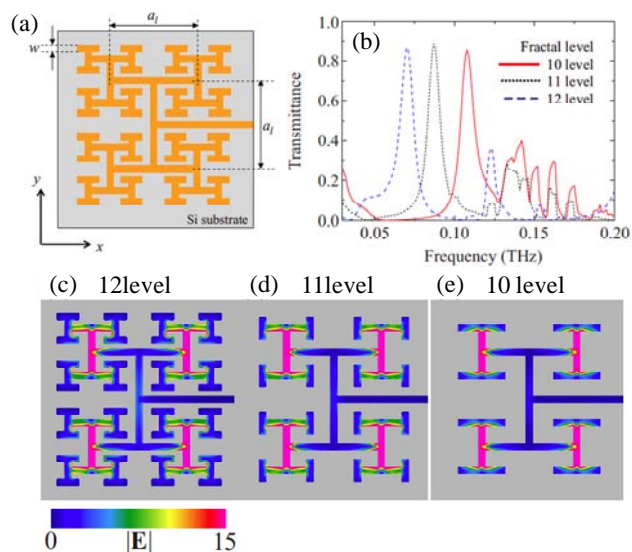 (a)
a_l
w
a_l
Si substrate
y
x
(b)
Transmittance
1.0
0.8
0.6
0.4
0.2
0.0
Fractal level
10 level
11 level
12 level
0.05 0.10 0.15 0.20
Frequency (THz)
(c) 12level (d) 11level (e) 10 level
0 |E| 15